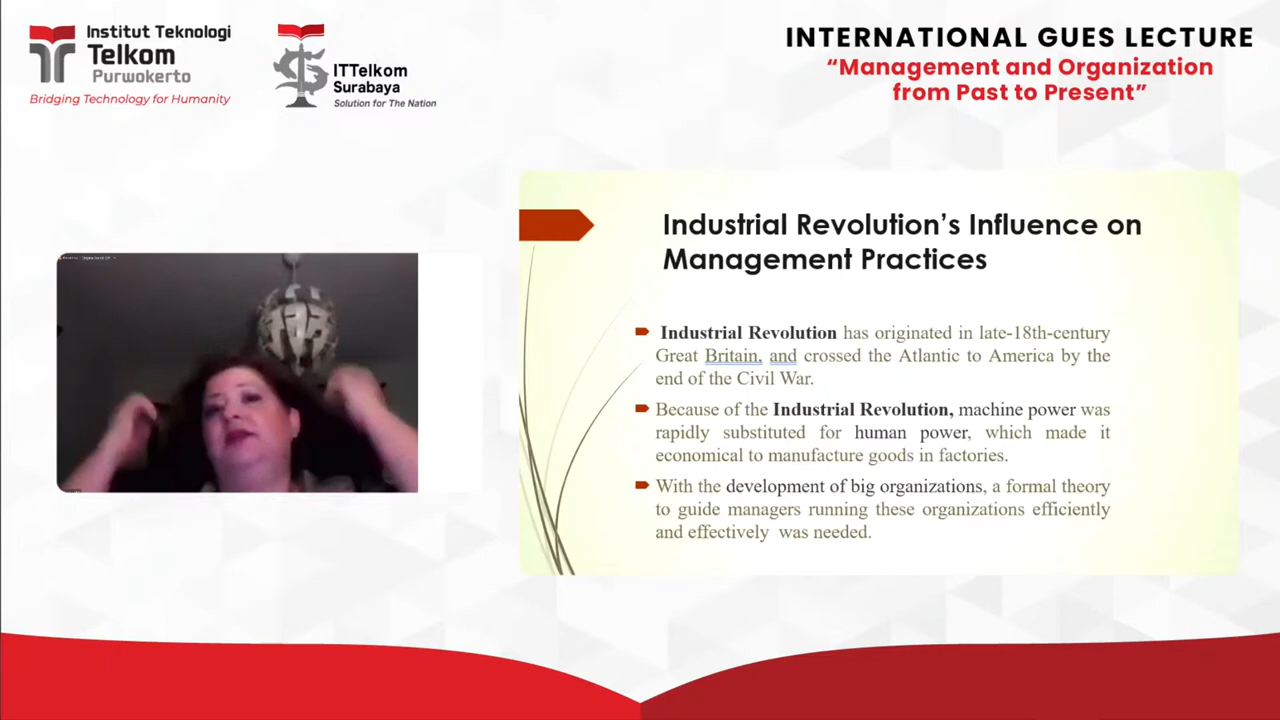 Institut Teknologi
Telkom
Purwokerto
Bridging Technology for Humanity
ITTelkom
Surabaya
Solution for The Nation
INTERNATIONAL GUES LECTURE
“Management and Organization
from Past to Present”
Industrial Revolution’s Influence on
Management Practices
Industrial Revolution has originated in late-18th-century
Great Britain, and crossed the Atlantic to America by the
end of the Civil War.
Because of the Industrial Revolution, machine power was
rapidly substituted for human power, which made it
economical to manufacture goods in factories.
With the development of big organizations, a formal theory
to guide managers running these organizations efficiently
and effectively was needed.